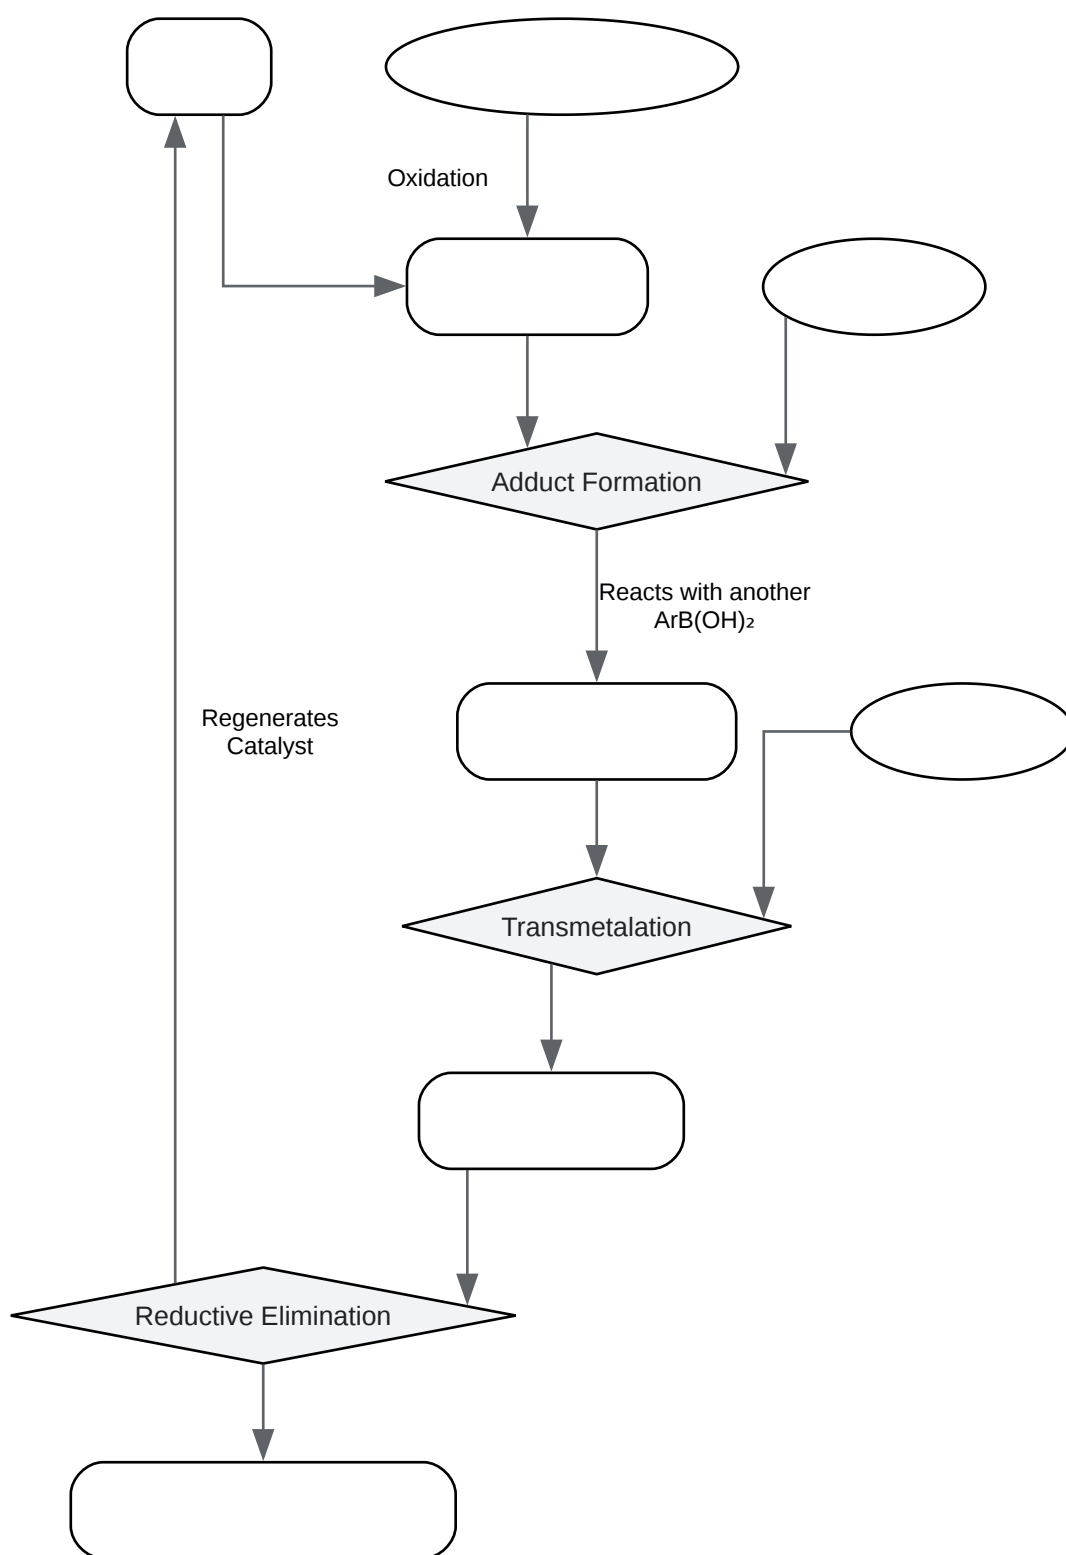 Oxidation
Adduct Formation
Reacts with another
ArB(OH)₂
Regenerates
Catalyst
Transmetalation
Reductive Elimination